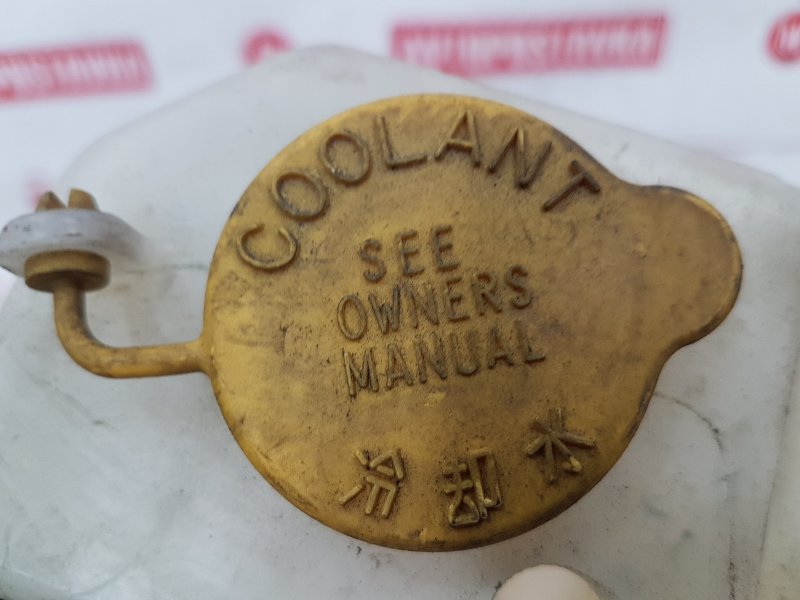 COOLANT
SEE
OWNERS
MANUAL
冷却水